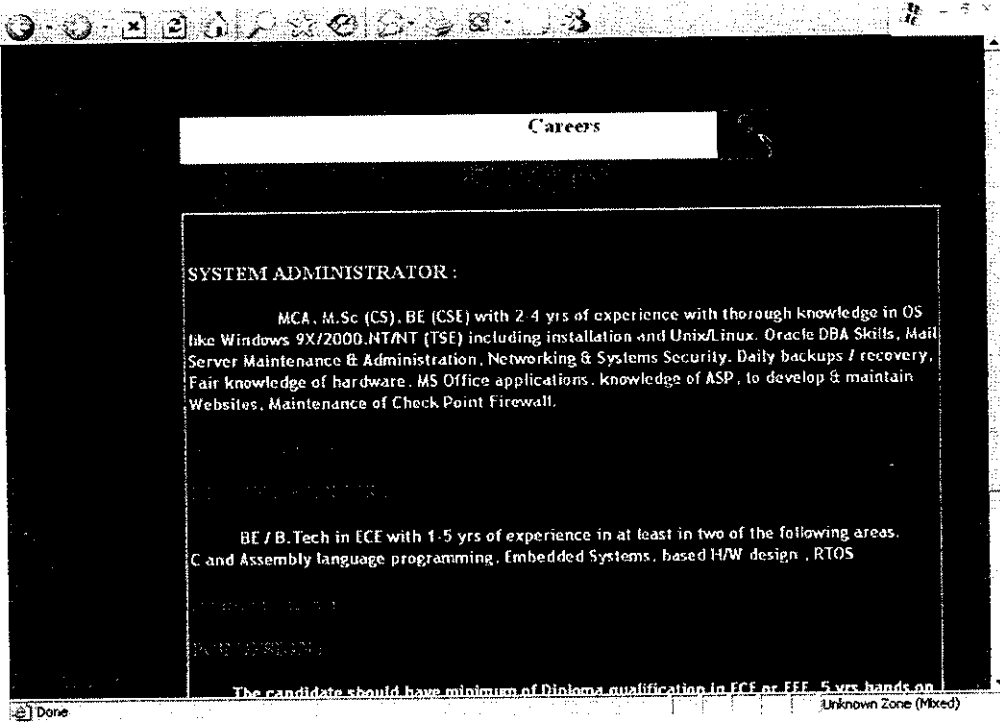 Careers
SYSTEM ADMINISTRATOR :
MCA, M.Sc (CS), BE (CSE) with 2-4 yrs of experience with thorough knowledge in OS
like Windows 9X/2000,NT/NT (TSE) including installation and Unix/Linux. Oracle DBA Skills, Mail
Server Maintenance & Administration, Networking & Systems Security. Daily backups / recovery,
Fair knowledge of hardware. MS Office applications. knowledge of ASP, to develop & maintain
Websites, Maintenance of Check Point Firewall.
BE / B.Tech in ECE with 1-5 yrs of experience in at least in two of the following areas.
C and Assembly language programming, Embedded Systems, based H/W design , RTOS
PCB DESIGN :
The candidate should have minimum of Diploma qualification in ECE or EEE, 5 yrs hands on
Done
Unknown Zone (Mixed)